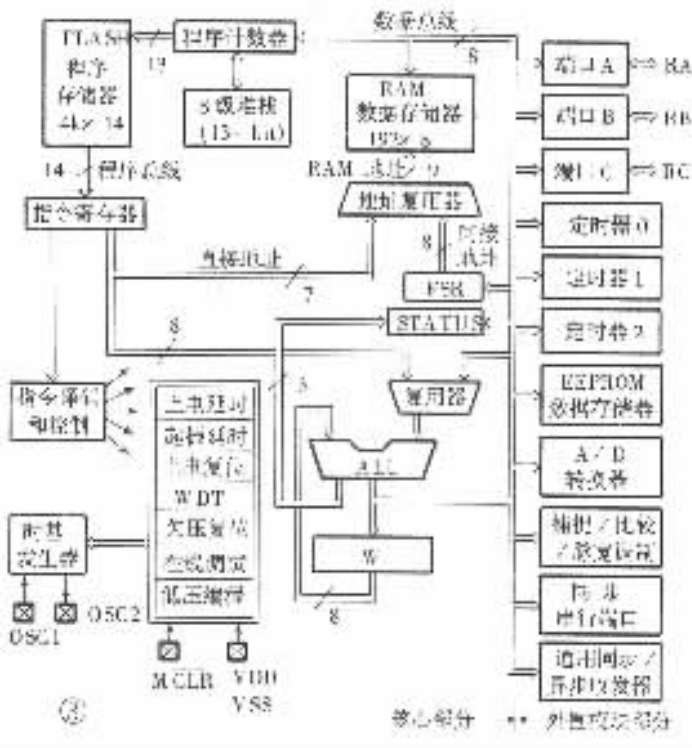 数据总线
FLASH
程序
存储器
4k× 14
13
程序计数器
8
8级堆栈
(13- bit)
RAM
数据存储器
192× 8
端口A
RA
端口B
RB
端口C
RC
14
程序总线
RAM 地址
9
地址复用器
指令寄存器
直接地址
7
8
间接
地址
FSR
STATUS
8
3
定时器0
定时器1
定时器2
复用器
EEPROM
数据存储器
指令译码
和控制
上电延时
起振延时
上电复位
WDT
欠压复位
在线调试
低压编程
ALU
A/D
转换器
时基
发生器
W
8
捕捉/比较
/脉宽调制
同步
串行端口
通用同步/
异步收发器
OSC1
OSC2
MCLR
VDD
VSS
核心部分
外围模块部分